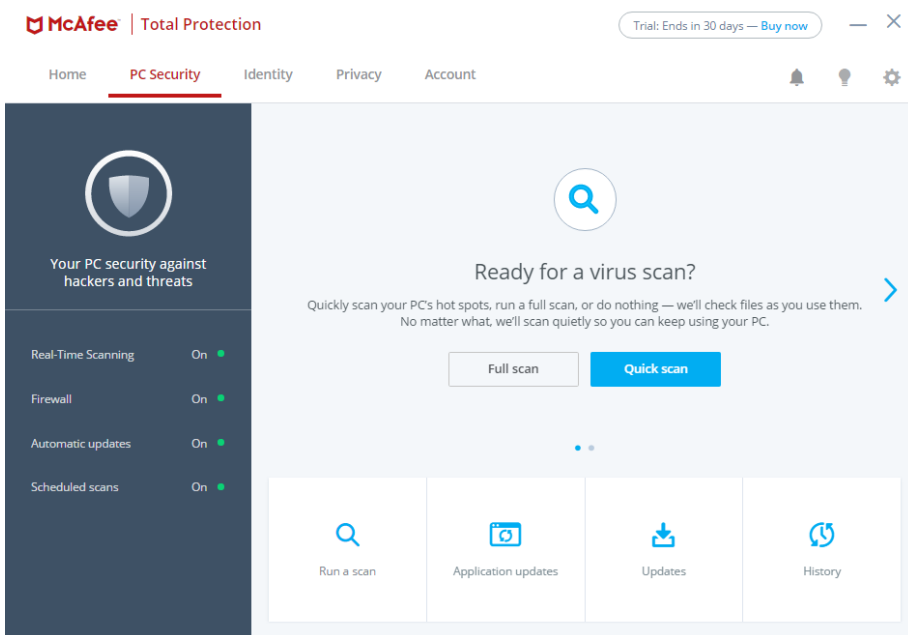 McAfee | Total Protection
Trial: Ends in 30 days — Buy now
Home PC Security Identity Privacy Account
Your PC security against
hackers and threats
Real-Time Scanning On
Firewall On
Automatic updates On
Scheduled scans On
Ready for a virus scan?
Quickly scan your PC's hot spots, run a full scan, or do nothing — we'll check files as you use them.
No matter what, we'll scan quietly so you can keep using your PC.
Full scan Quick scan
Run a scan Application updates Updates History